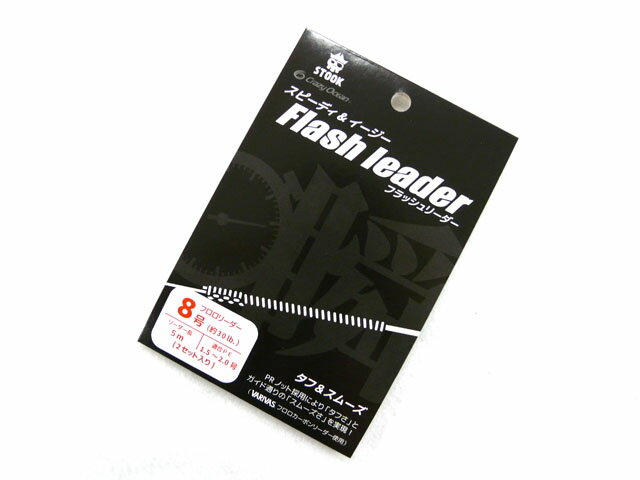 STOOK
Crazy Ocean
スピーディ&イージー
Flash leader
フラッシュリーダー
フロロリーダー
8号(約30lb.)
リーダー長 適合PE
5m 1.5~2.0号
(2セット入り)
タフ&スムーズ
PRノット採用により「タフさ」と
ガイド通りの「スムーズさ」を実現!
(VARIVAS フロロカーボンリーダー使用)